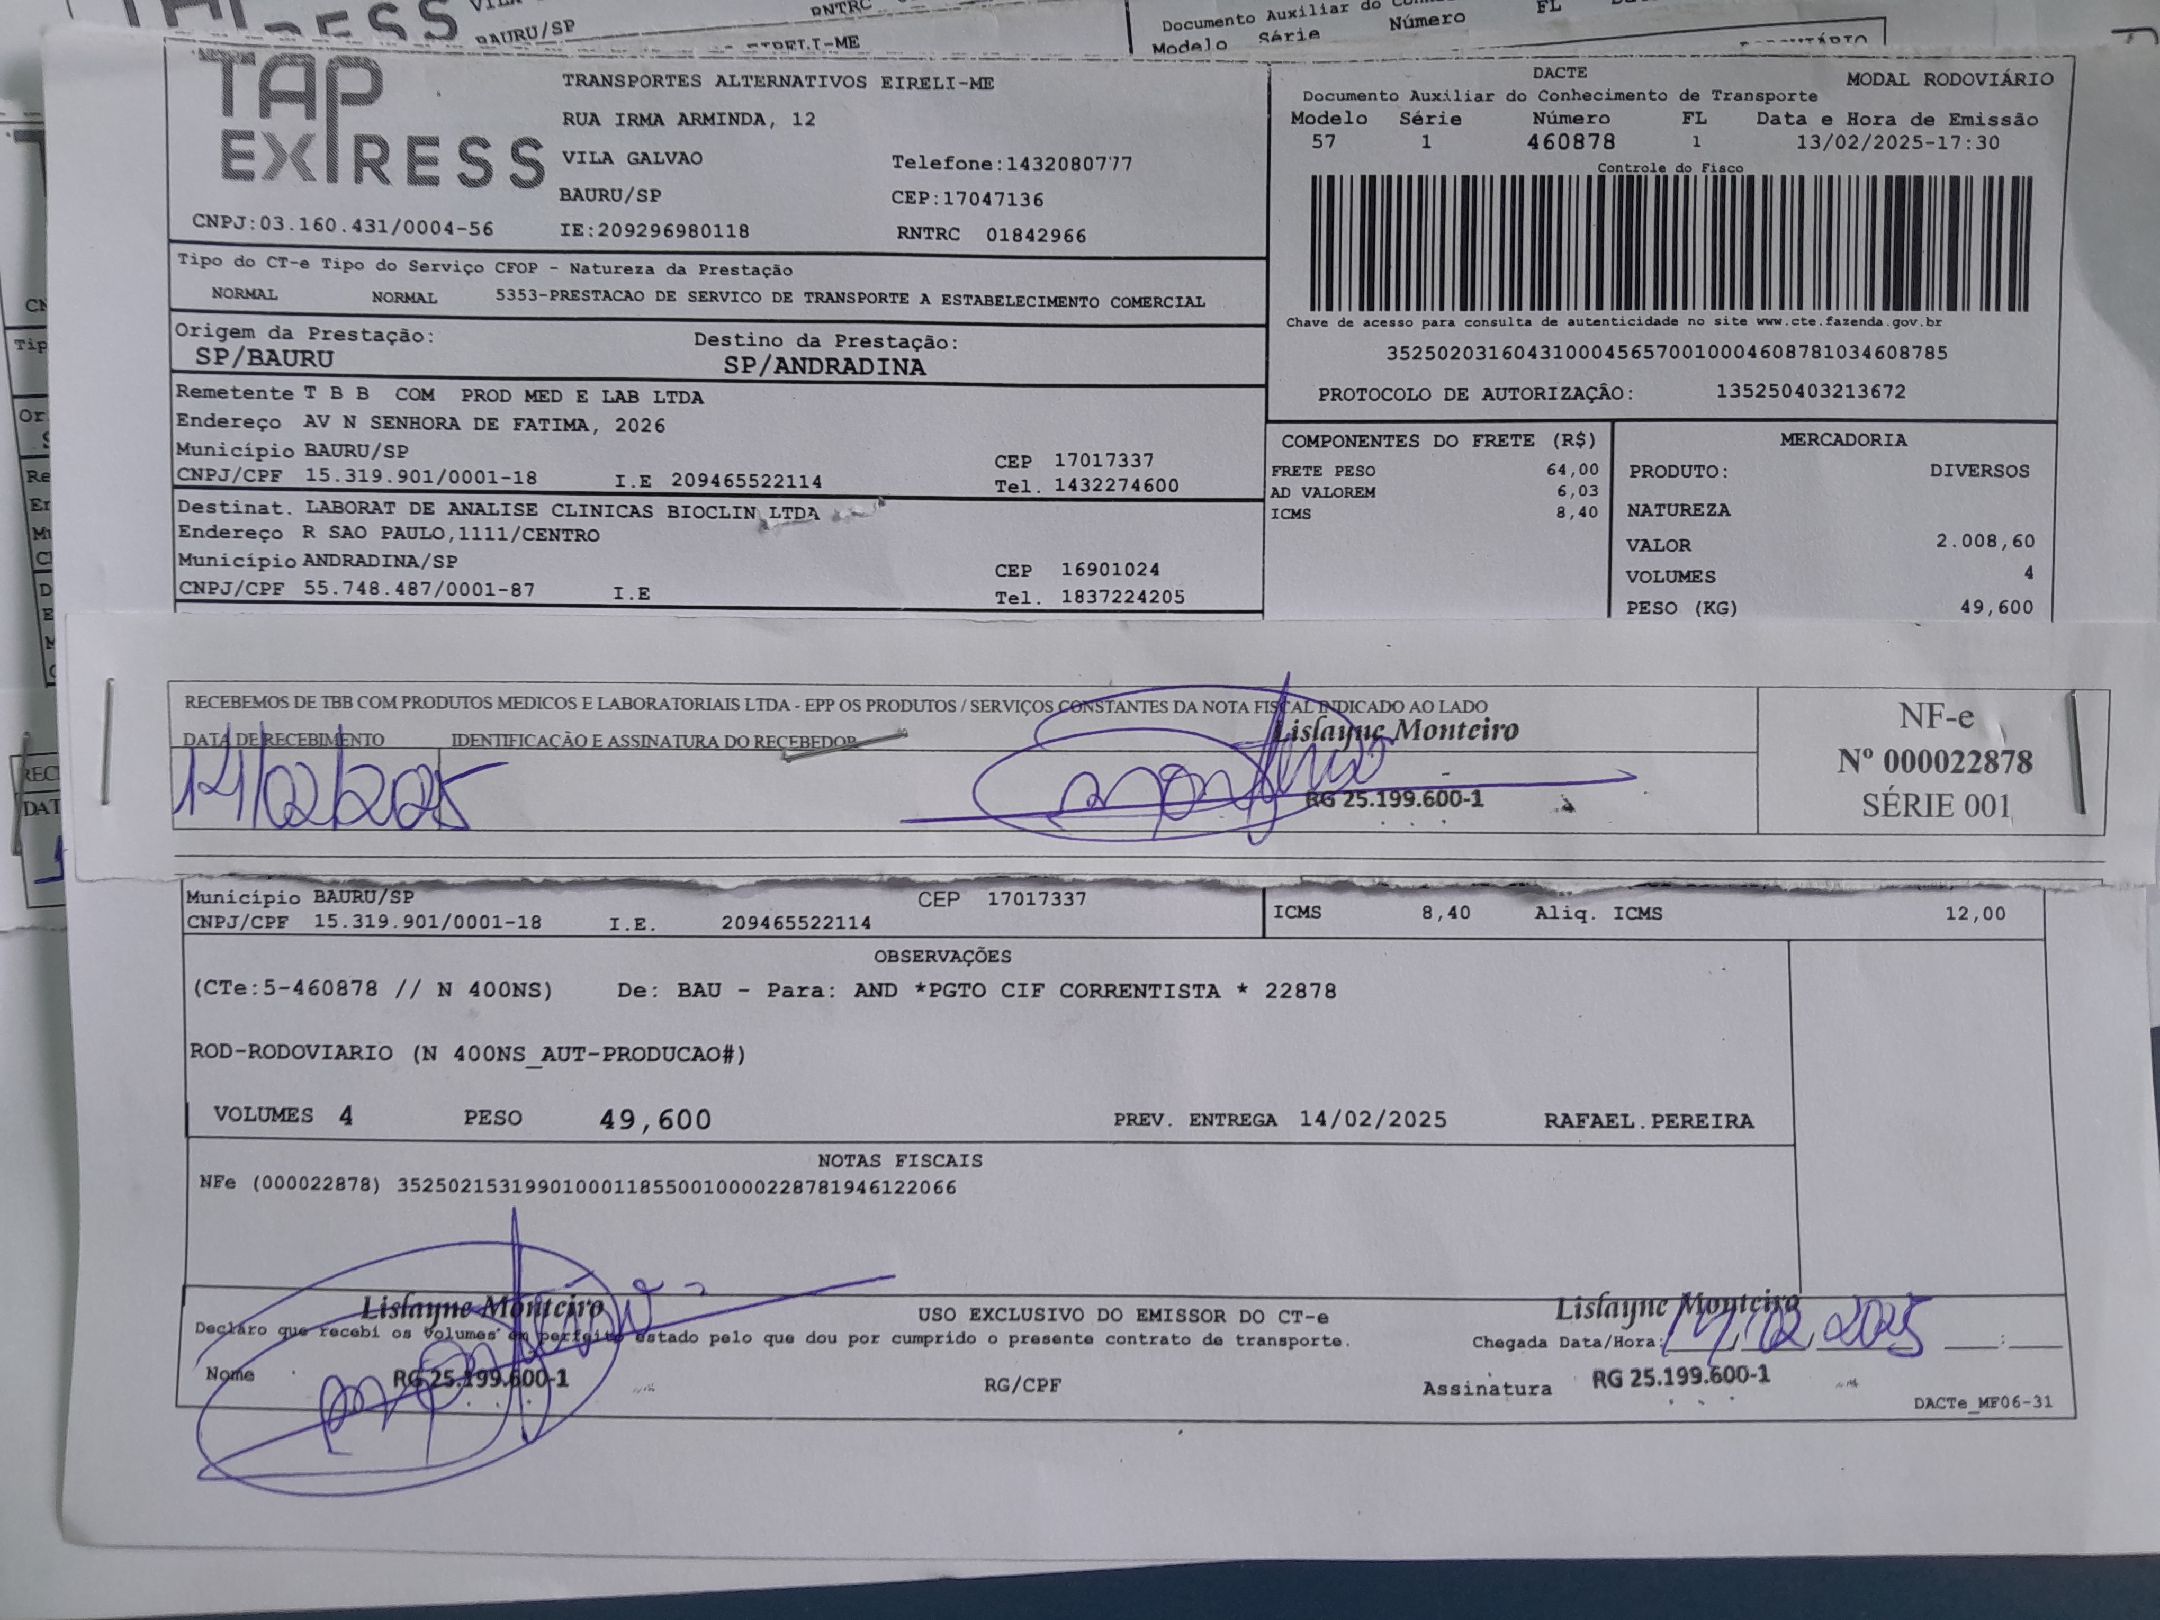 BAURU/SP
RNTRC
EIRELI-ME
Modelo Série Número FL
TAP EXPRESS
TRANSPORTES ALTERNATIVOS EIRELI-ME
RUA IRMA ARMINDA, 12
VILA GALVAO Telefone:1432080777
BAURU/SP CEP:17047136
CNPJ:03.160.431/0004-56 IE:209296980118 RNTRC 01842966
DACTE MODAL RODOVIÁRIO
Documento Auxiliar do Conhecimento de Transporte
Modelo Série Número FL Data e Hora de Emissão
57 1 460878 1 13/02/2025-17:30
Controle do Fisco
Chave de acesso para consulta de autenticidade no site www.cte.fazenda.gov.br
35250203160431000456570010004608781034608785
PROTOCOLO DE AUTORIZAÇÃO: 135250403213672
Tipo do CT-e Tipo do Serviço CFOP - Natureza da Prestação
NORMAL NORMAL 5353-PRESTACAO DE SERVICO DE TRANSPORTE A ESTABELECIMENTO COMERCIAL
Origem da Prestação: Destino da Prestação:
SP/BAURU SP/ANDRADINA
Remetente T B B COM PROD MED E LAB LTDA
Endereço AV N SENHORA DE FATIMA, 2026
Município BAURU/SP CEP 17017337
CNPJ/CPF 15.319.901/0001-18 I.E 209465522114 Tel. 1432274600
Destinat. LABORAT DE ANALISE CLINICAS BIOCLIN LTDA
Endereço R SAO PAULO,1111/CENTRO
Município ANDRADINA/SP CEP 16901024
CNPJ/CPF 55.748.487/0001-87 I.E Tel. 1837224205
COMPONENTES DO FRETE (R$)
FRETE PESO 64,00
AD VALOREM 6,03
ICMS 8,40
MERCADORIA
PRODUTO: DIVERSOS
NATUREZA
VALOR 2.008,60
VOLUMES 4
PESO (KG) 49,600
RECEBEMOS DE TBB COM PRODUTOS MEDICOS E LABORATORIAIS LTDA - EPP OS PRODUTOS / SERVIÇOS CONSTANTES DA NOTA FISCAL INDICADO AO LADO
DATA DE RECEBIMENTO IDENTIFICAÇÃO E ASSINATURA DO RECEBEDOR
Lislayne Monteiro
14/02/2025
RG 25.199.600-1
NF-e
Nº 000022878
SÉRIE 001
Município BAURU/SP CEP 17017337
CNPJ/CPF 15.319.901/0001-18 I.E. 209465522114
ICMS 8,40 Aliq. ICMS 12,00
OBSERVAÇÕES
(CTe:5-460878 // N 400NS) De: BAU - Para: AND *PGTO CIF CORRENTISTA * 22878
ROD-RODOVIARIO (N 400NS_AUT-PRODUCAO#)
VOLUMES 4 PESO 49,600 PREV. ENTREGA 14/02/2025 RAFAEL.PEREIRA
NOTAS FISCAIS
NFe (000022878) 35250215319901000118550010000228781946122066
Lislayne Monteiro USO EXCLUSIVO DO EMISSOR DO CT-e Lislayne Monteiro
Declaro que recebi os Volumes em perfeito estado pelo que dou por cumprido o presente contrato de transporte. Chegada Data/Hora: 14/02/2025
Nome RG 25.199.600-1 RG/CPF Assinatura RG 25.199.600-1
DACTe_MF06-31